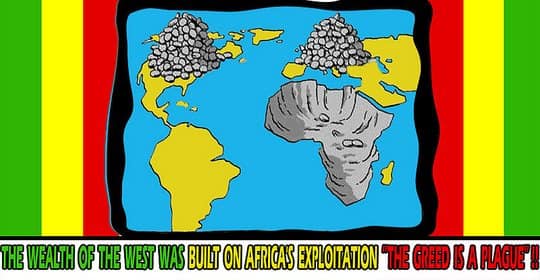 THE WEALTH OF THE WEST WAS BUILT ON AFRICA'S EXPLOITATION "THE GREED IS A PLAGUE"!!